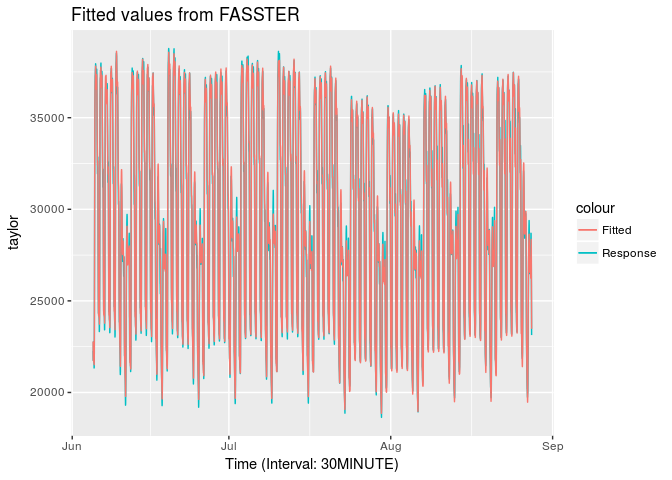 Fitted values from FASSTER
taylor
35000
30000
25000
20000
Jun
Jul
Aug
Sep
Time (Interval: 30MINUTE)
colour
Fitted
Response